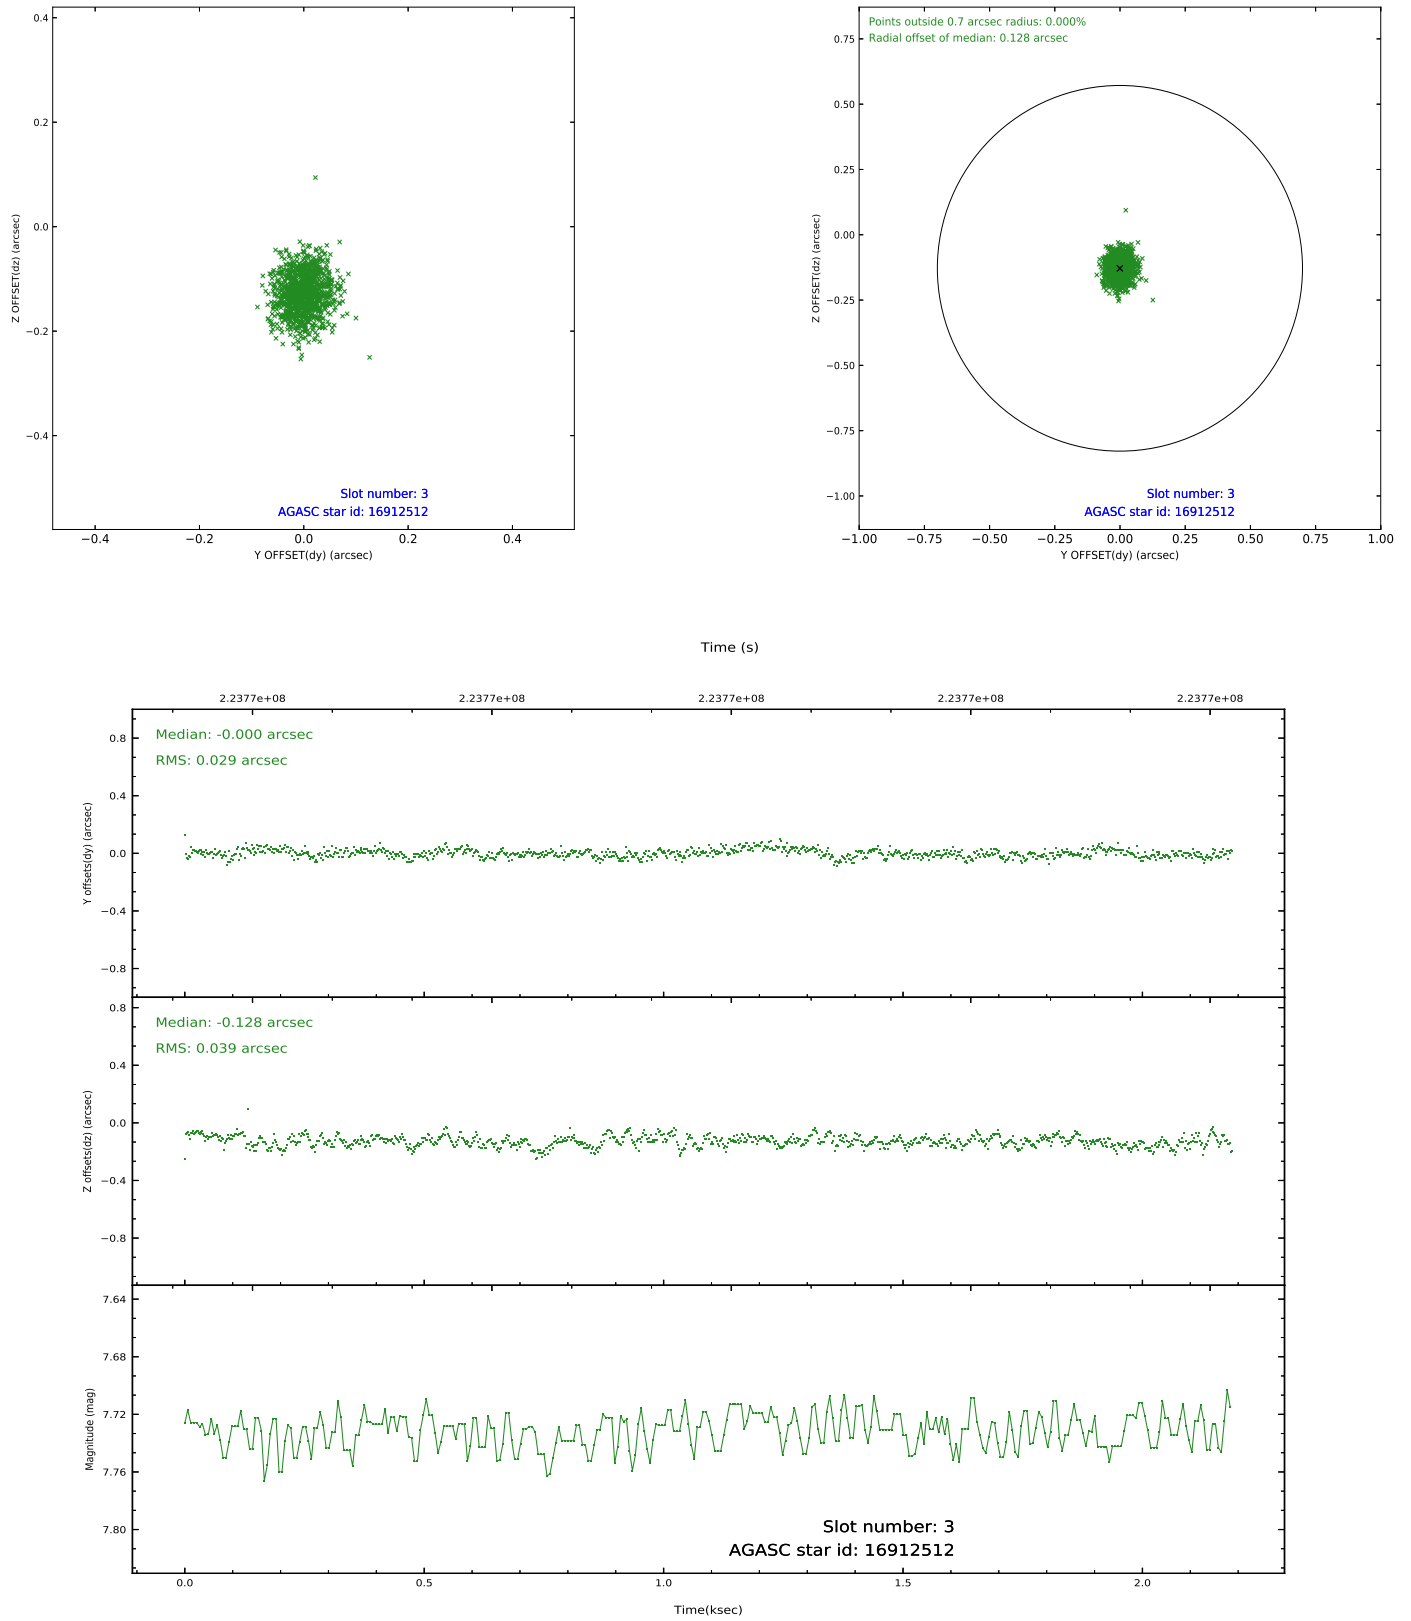 0.4
0.2
0.0
−0.2
−0.4
Z OFFSET(dz) (arcsec)
Slot number: 3
AGASC star id: 16912512
−0.4 −0.2 0.0 0.2 0.4
Y OFFSET(dy) (arcsec)
Points outside 0.7 arcsec radius: 0.000%
Radial offset of median: 0.128 arcsec
0.75
0.50
0.25
0.00
−0.25
−0.50
−0.75
−1.00
Z OFFSET(dz) (arcsec)
Slot number: 3
AGASC star id: 16912512
−1.00 −0.75 −0.50 −0.25 0.00 0.25 0.50 0.75 1.00
Y OFFSET(dy) (arcsec)
Time (s)
2.2377e+08 2.2377e+08 2.2377e+08 2.2377e+08 2.2377e+08
Median: -0.000 arcsec
RMS: 0.029 arcsec
0.8
0.4
0.0
−0.4
−0.8
Y offsets(dy) (arcsec)
Median: -0.128 arcsec
RMS: 0.039 arcsec
0.8
0.4
0.0
−0.4
−0.8
Z offsets(dz) (arcsec)
7.64
7.68
7.72
7.76
7.80
Magnitude (mag)
Slot number: 3
AGASC star id: 16912512
0.0 0.5 1.0 1.5 2.0
Time(ksec)